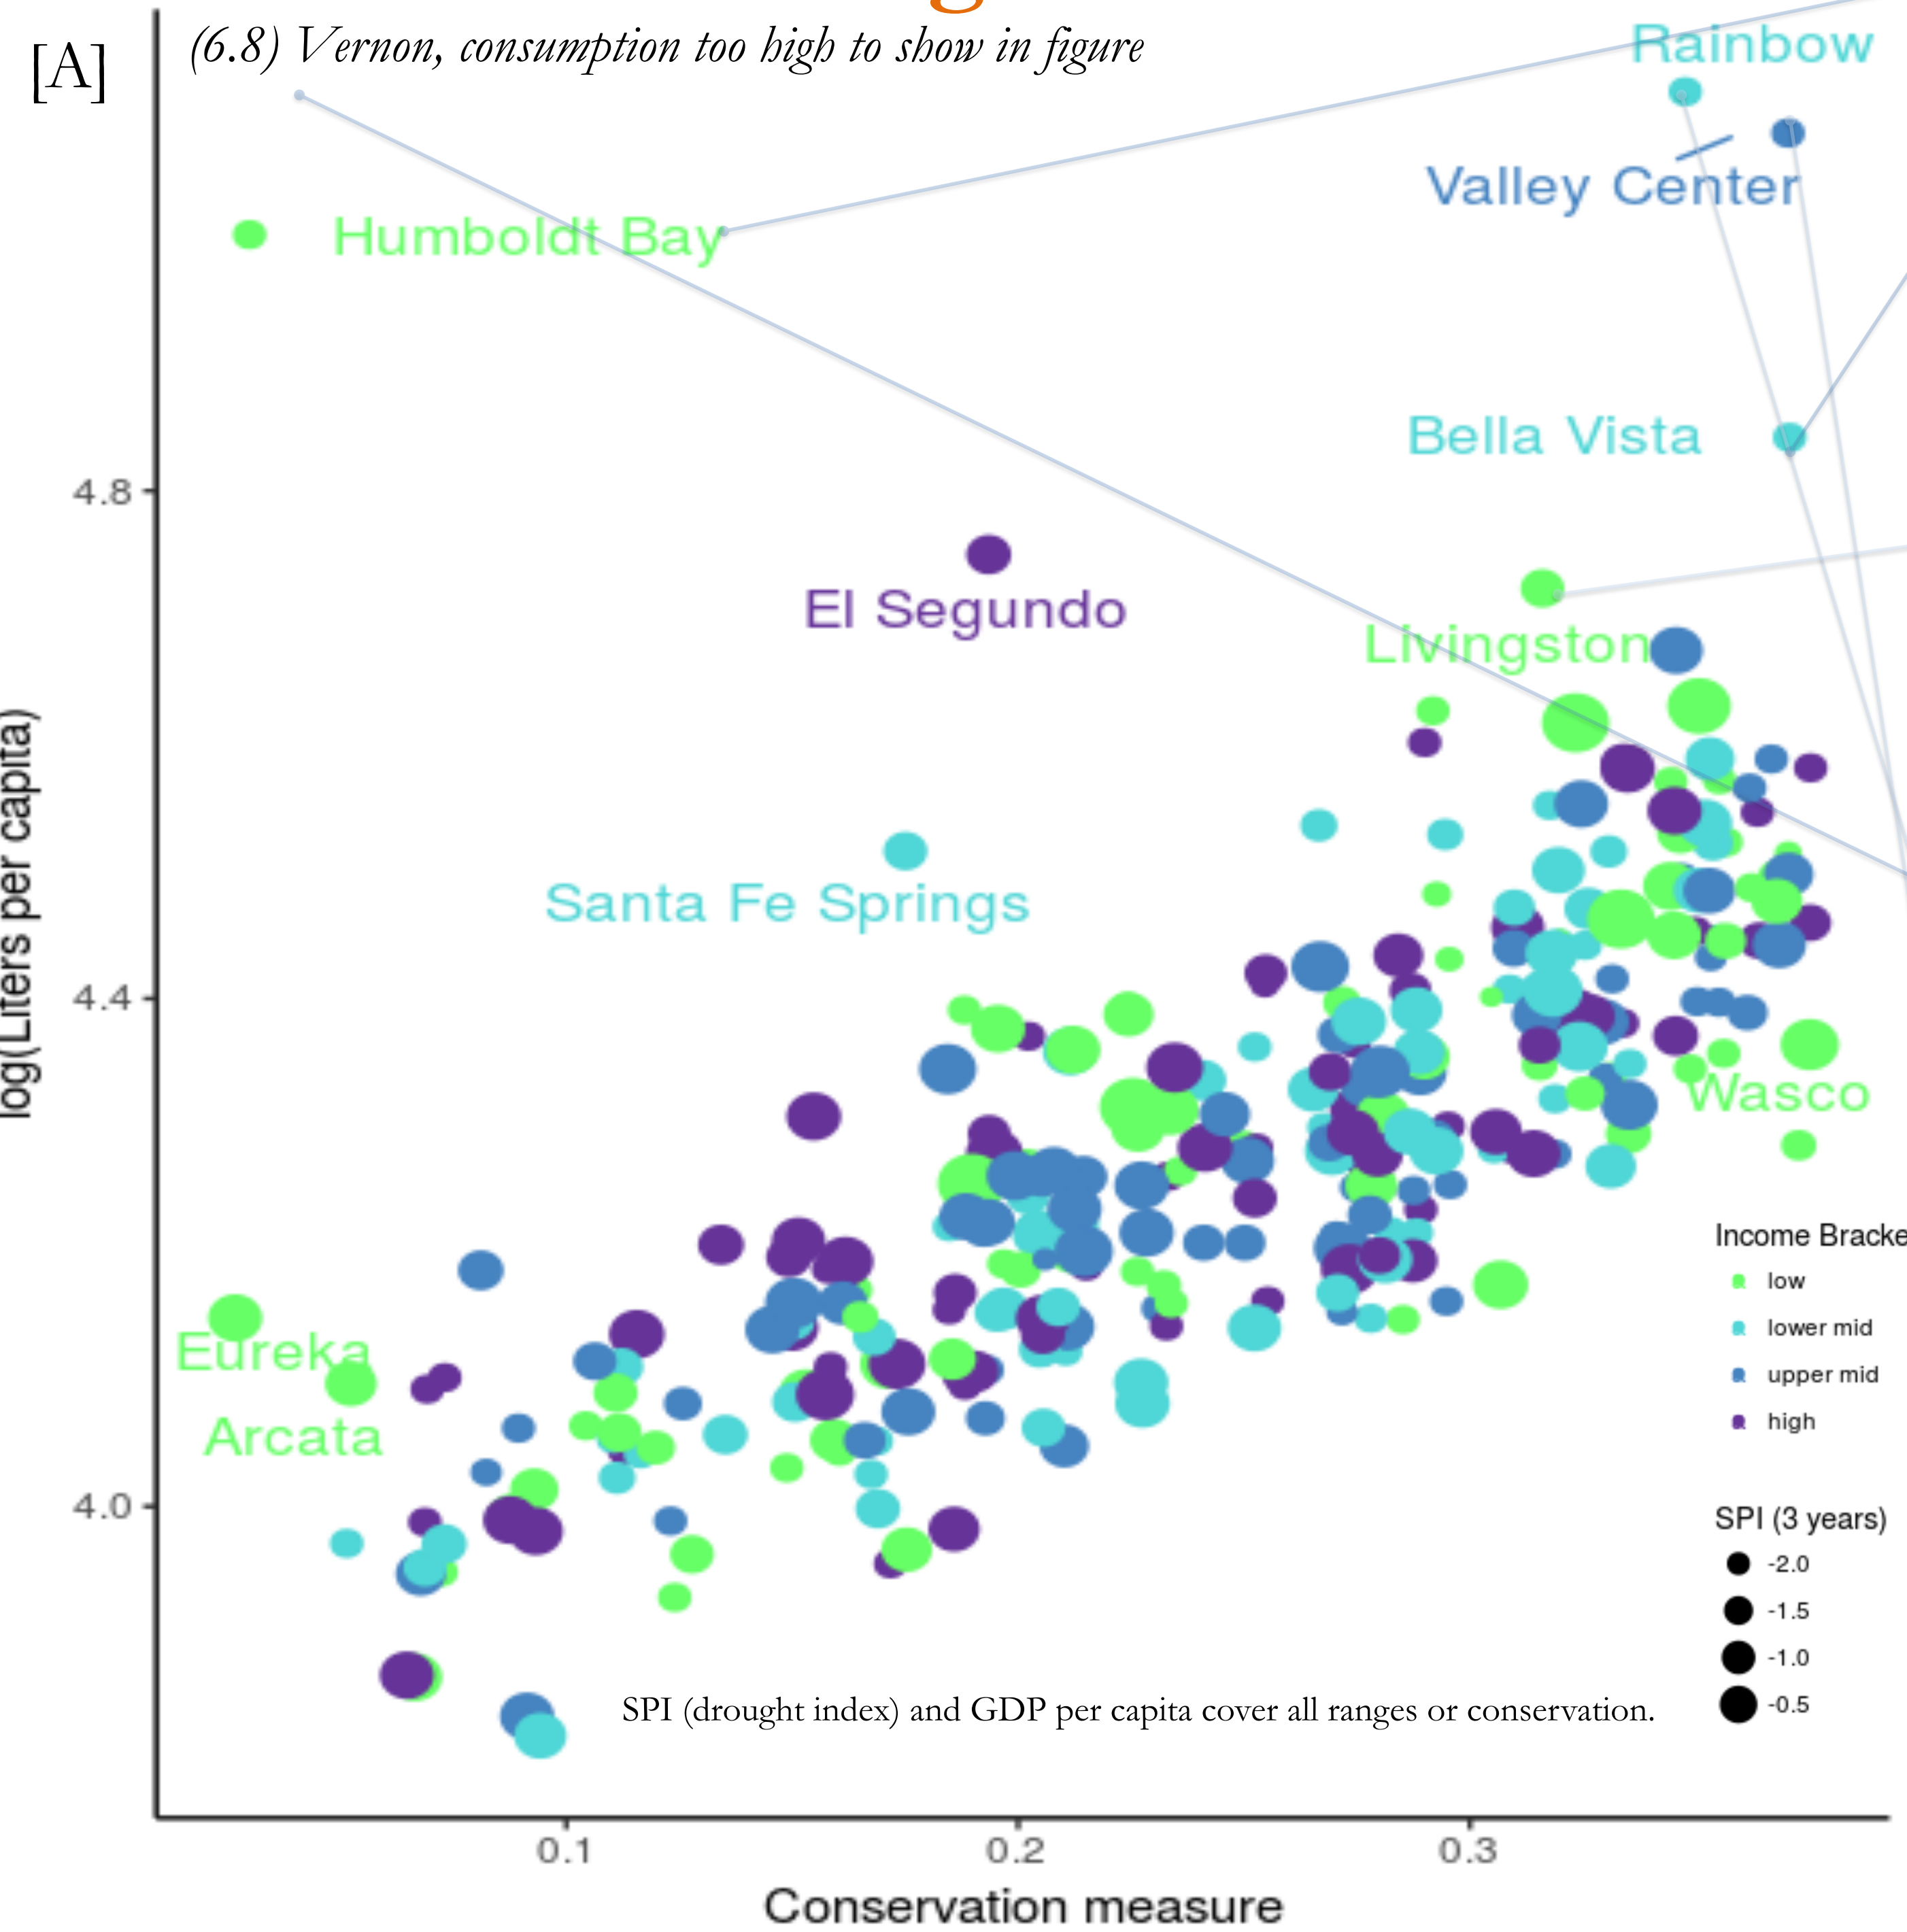 [A]
(6.8) Vernon, consumption too high to show in figure
Rainbow
Valley Center
Humboldt Bay
Bella Vista
4.8
El Segundo
Livingston
log(Liters per capita)
Santa Fe Springs
4.4
Wasco
Income Bracke
low
lower mid
upper mid
high
Eureka
Arcata
4.0
SPI (3 years)
-2.0
-1.5
-1.0
-0.5
SPI (drought index) and GDP per capita cover all ranges or conservation.
0.1 0.2 0.3
Conservation measure